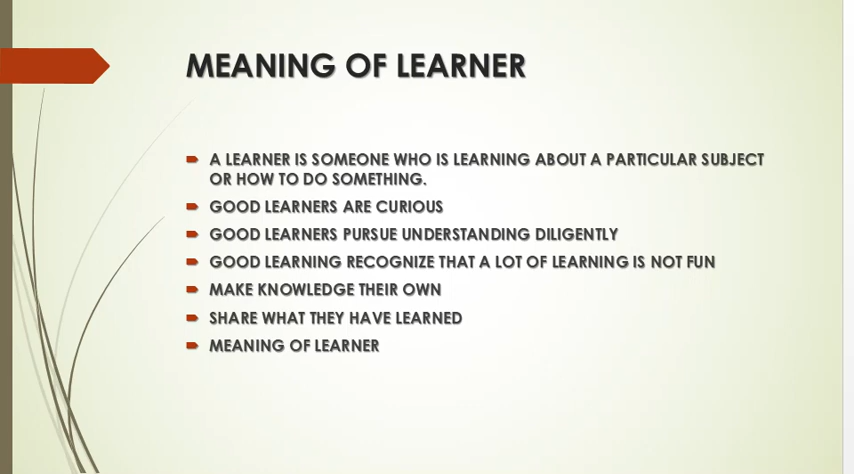 MEANING OF LEARNER
A LEARNER IS SOMEONE WHO IS LEARNING ABOUT A PARTICULAR SUBJECT
OR HOW TO DO SOMETHING.
GOOD LEARNERS ARE CURIOUS
GOOD LEARNERS PURSUE UNDERSTANDING DILIGENTLY
GOOD LEARNING RECOGNIZE THAT A LOT OF LEARNING IS NOT FUN
MAKE KNOWLEDGE THEIR OWN
SHARE WHAT THEY HAVE LEARNED
MEANING OF LEARNER